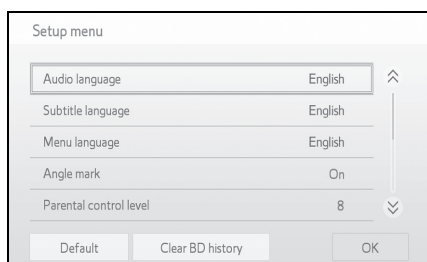 Setup menu
Audio language English
Subtitle language English
Menu language English
Angle mark On
Parental control level 8
Default Clear BD history OK